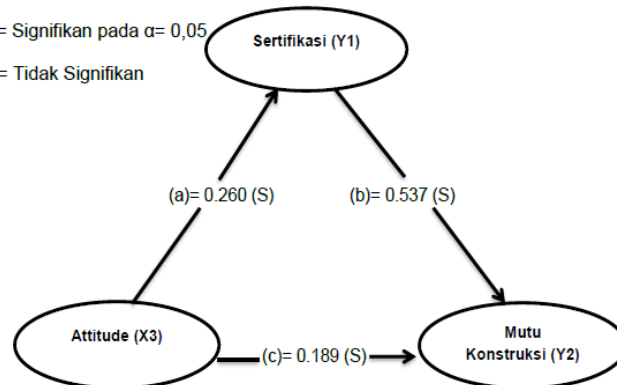 = Signifikan pada α= 0,05
= Tidak Signifikan
Sertifikasi (Y1)
(a)= 0.260 (S)
(b)= 0.537 (S)
Attitude (X3)
(c)= 0.189 (S)
Mutu
Konstruksi (Y2)